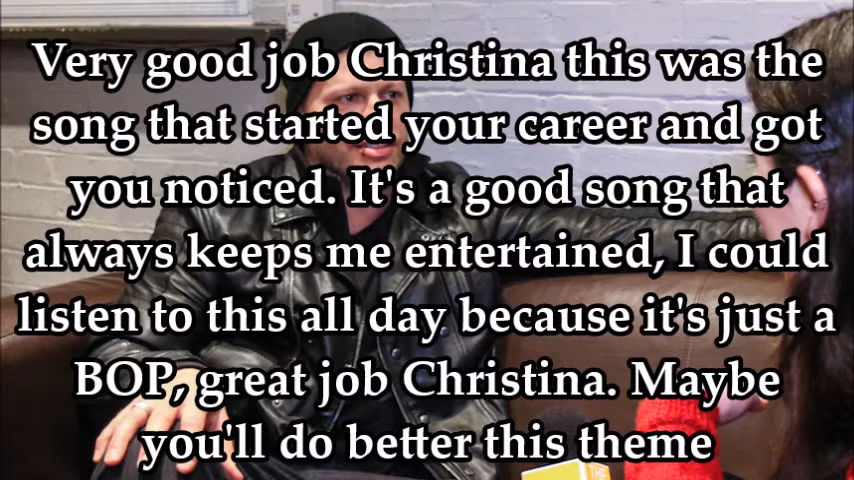 Very good job Christina this was the
song that started your career and got
you noticed. It's a good song that
always keeps me entertained, I could
listen to this all day because it's just a
BOP, great job Christina. Maybe
you'll do better this theme